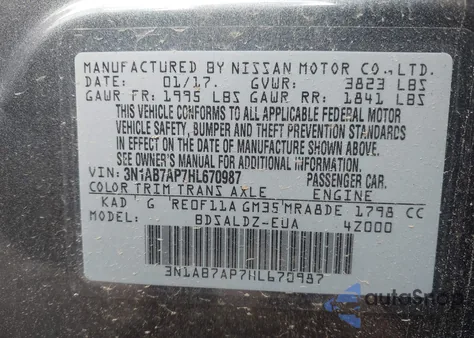 MANUFACTURED BY NISSAN MOTOR CO.,LTD.
DATE: 01/17. GVWR: 3823 LBS
GAWR FR: 1995 LBS GAWR RR: 1841 LBS
THIS VEHICLE CONFORMS TO ALL APPLICABLE FEDERAL MOTOR
VEHICLE SAFETY, BUMPER AND THEFT PREVENTION STANDARDS
IN EFFECT ON THE DATE OF MANUFACTURE SHOWN ABOVE.
SEE OWNER'S MANUAL FOR ADDITIONAL INFORMATION.
VIN: 3N1AB7AP7HL670987 PASSENGER CAR.
COLOR TRIM TRANS AXLE ENGINE
KAD G RE0F11A GM35 MRA8DE 1798 CC
MODEL: BDSALDZ-EUA 4Z000
3N1AB7AP7HL670987
autoSnap